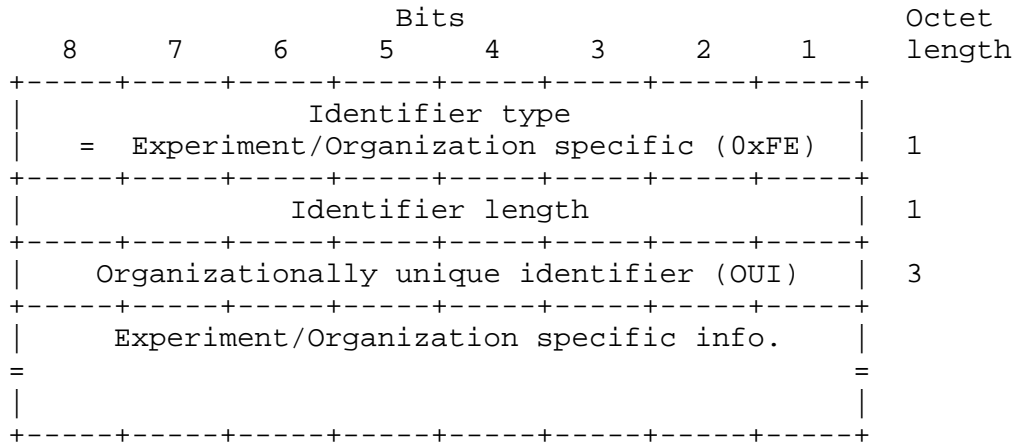 Bits                           Octet
   8     7     6     5     4     3     2     1         length
+-----+-----+-----+-----+-----+-----+-----+-----+
|                Identifier type                |
|   =  Experiment/Organization specific (0xFE)  |  1
+-----+-----+-----+-----+-----+-----+-----+-----+
|               Identifier length               |  1
+-----+-----+-----+-----+-----+-----+-----+-----+
|    Organizationally unique identifier (OUI)   |  3
+-----+-----+-----+-----+-----+-----+-----+-----+
|     Experiment/Organization specific info.    |
=                                               =
|                                               |
+-----+-----+-----+-----+-----+-----+-----+-----+